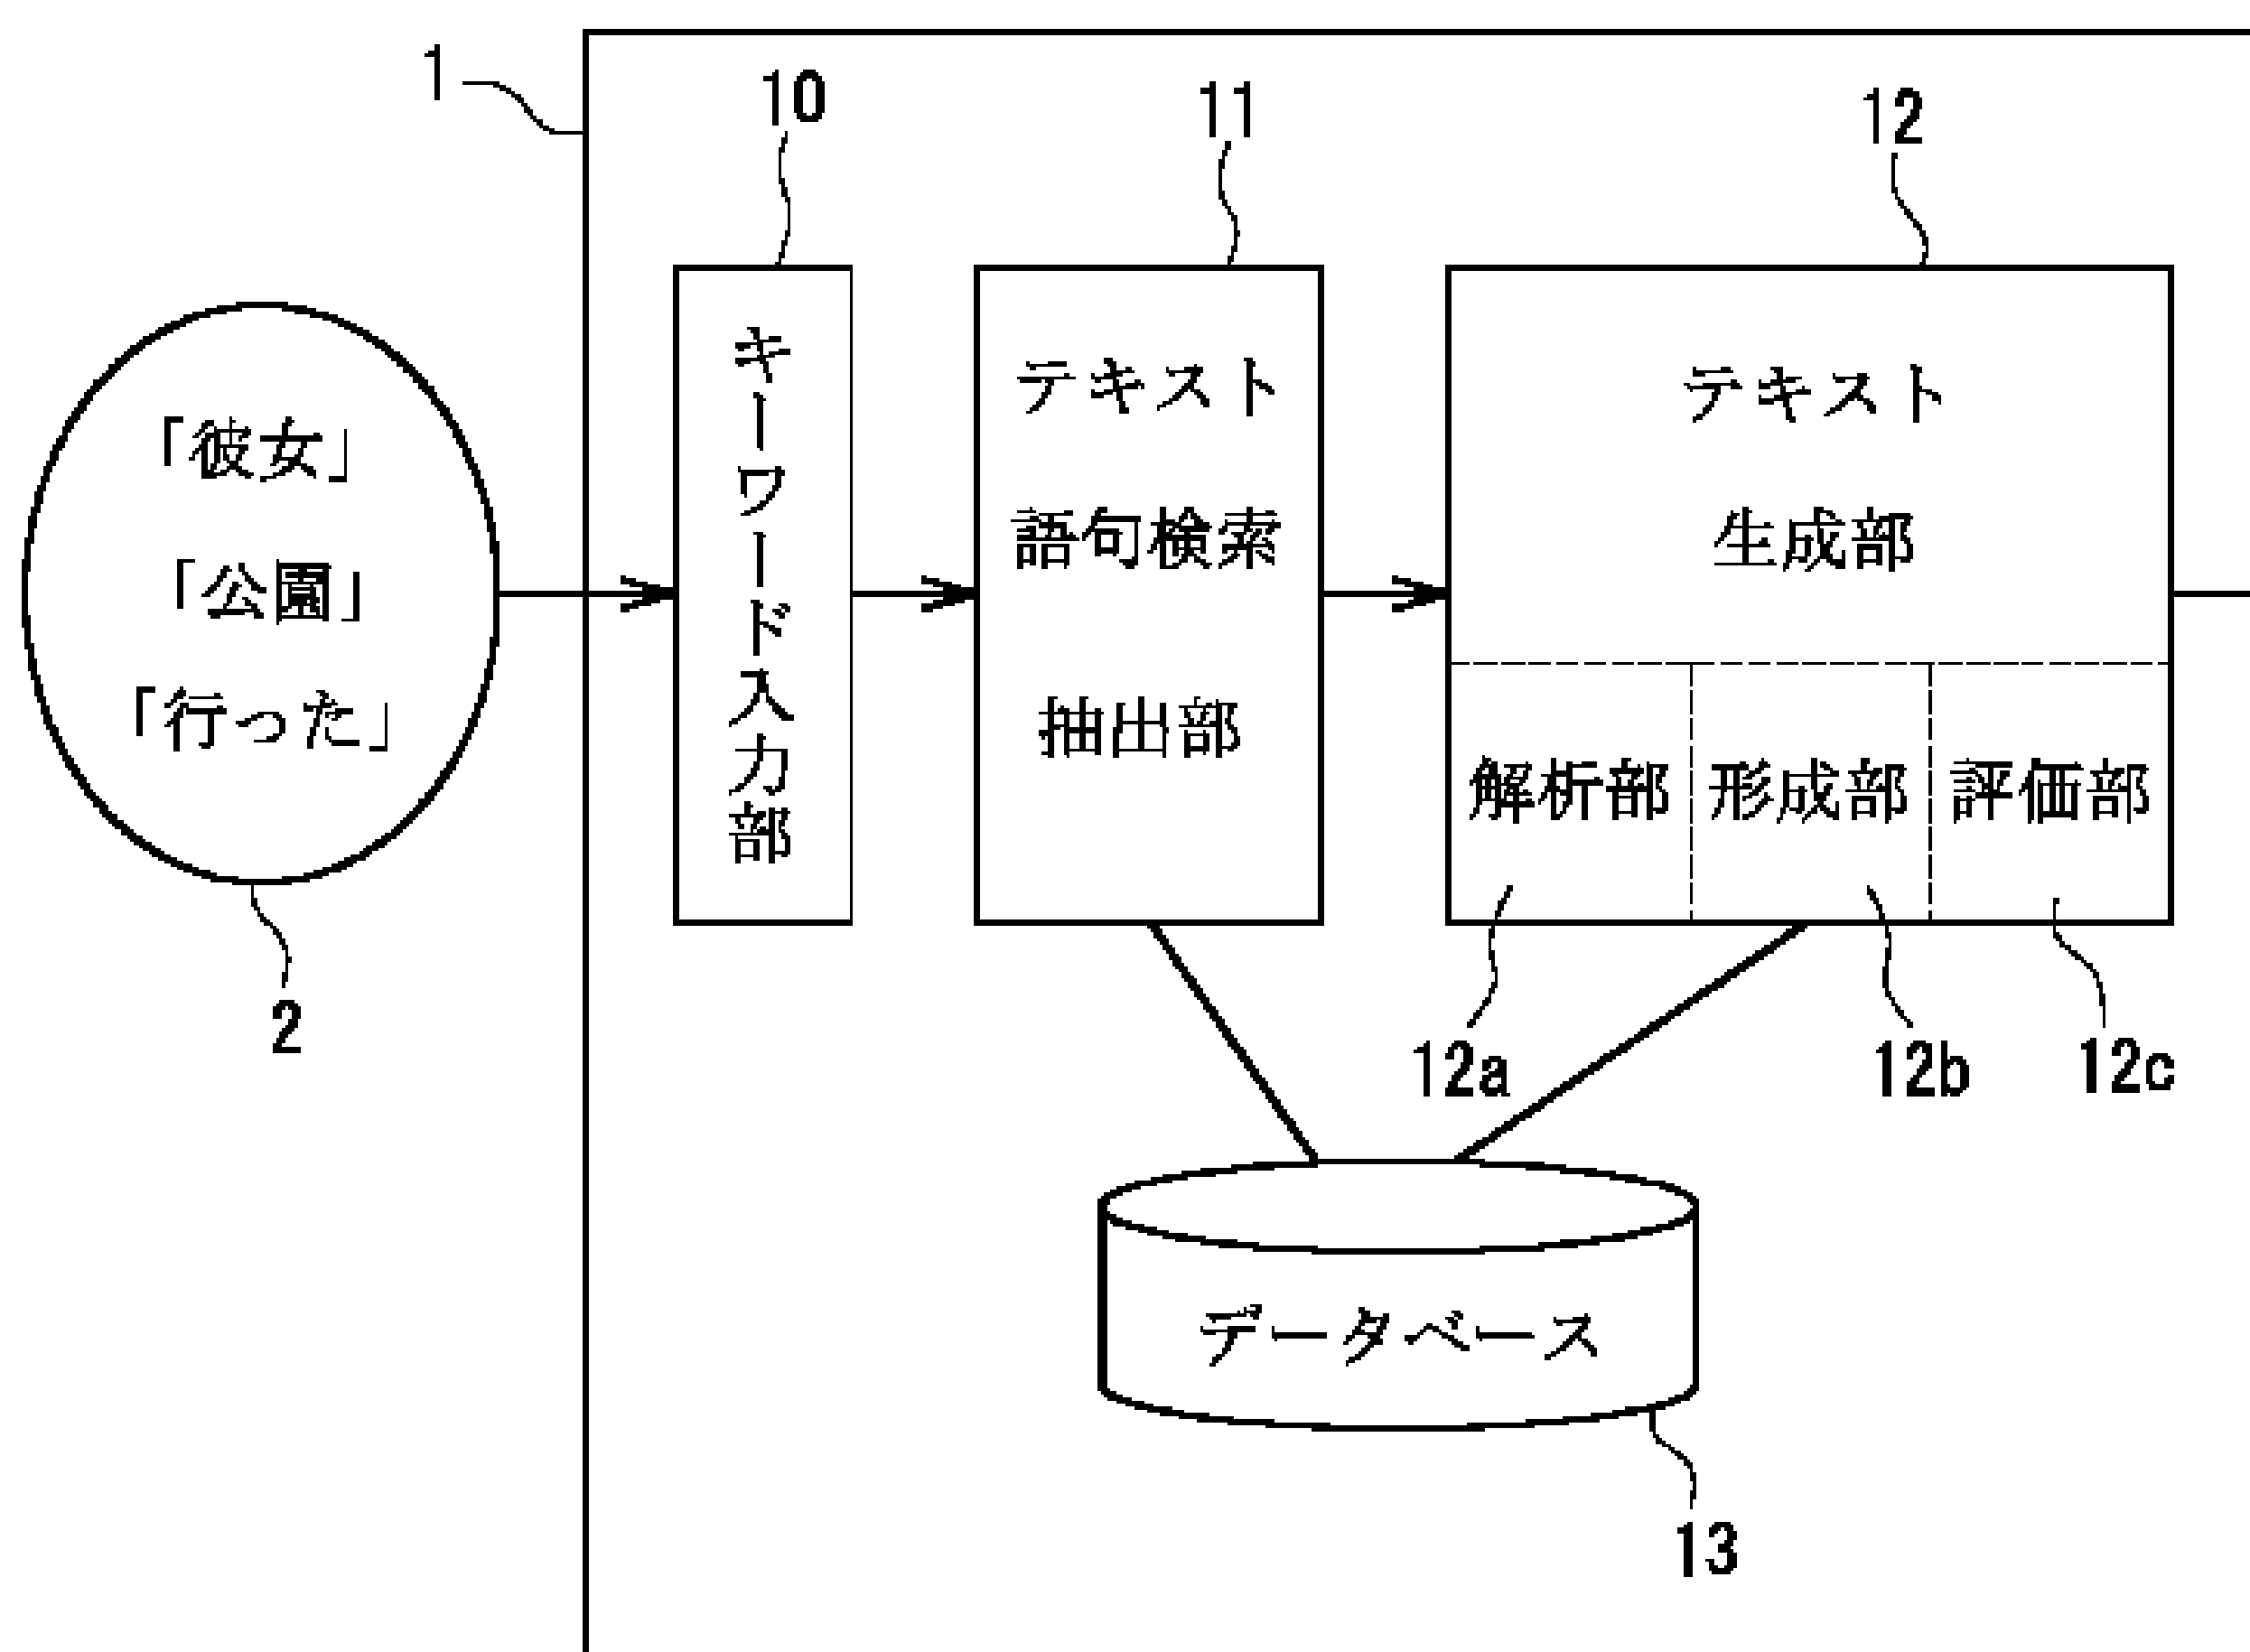 1
10
11
12
「彼女」
「公園」
「行った」
2
キーワード入力部
テキスト
語句検索
抽出部
テキスト
生成部
解析部
形成部
評価部
12a
12b
12c
データベース
13